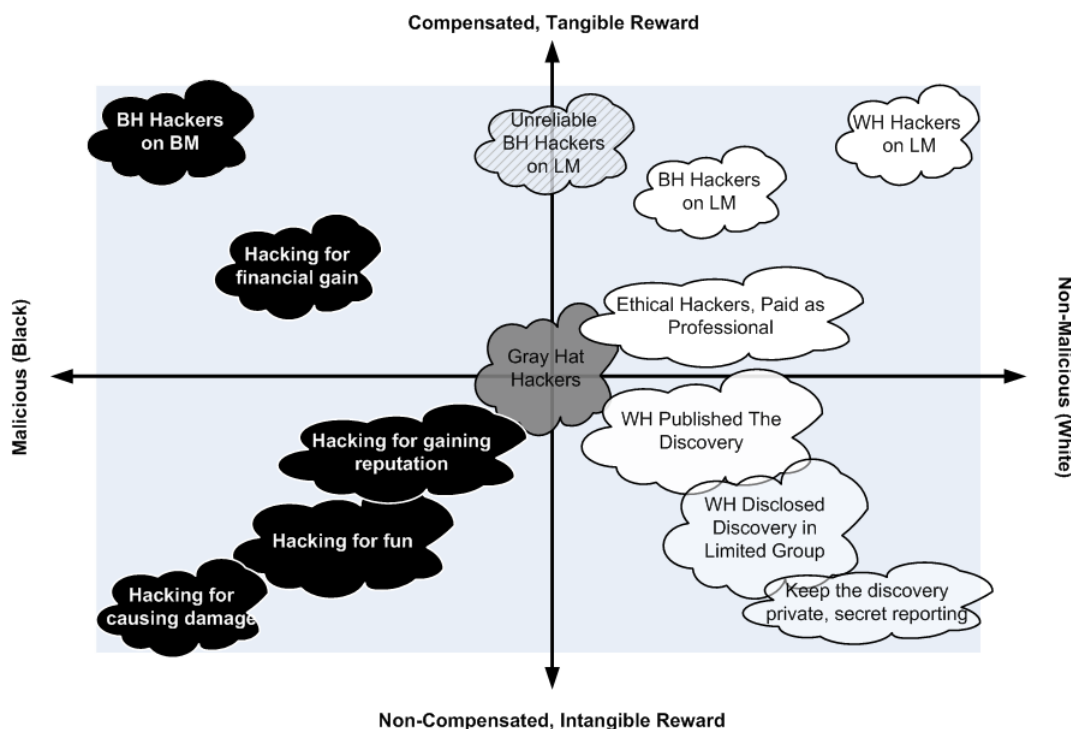 Compensated, Tangible Reward
BH Hackers
on BM
Unreliable
BH Hackers
on LM
WH Hackers
on LM
BH Hackers
on LM
Hacking for
financial gain
Ethical Hackers, Paid as
Professional
Malicious (Black)
Non-Malicious (White)
Gray Hat
Hackers
Hacking for gaining
reputation
WH Published The
Discovery
Hacking for fun
WH Disclosed
Discovery in
Limited Group
Hacking for
causing damage
Keep the discovery
private, secret reporting
Non-Compensated, Intangible Reward